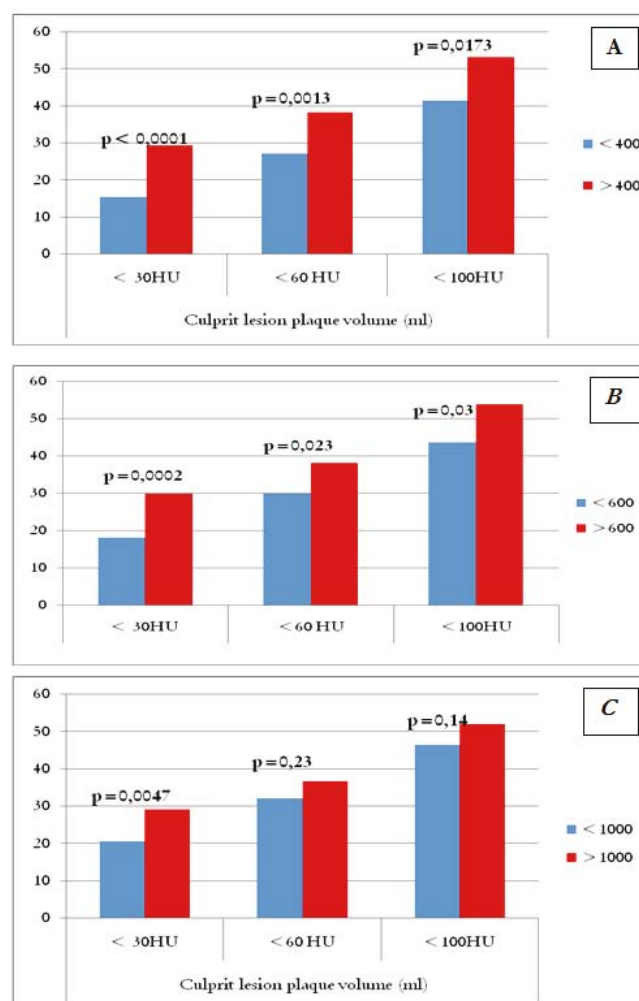 A
60
50
40
30
20
10
0
p < 0,0001
p=0,0013
p=0,0173
< 30HU
<60 HU
<100HU
Culprit lesion plaque volume (ml)
<400
>400
B
60
50
40
30
20
10
0
p=0,0002
p=0,023
p=0,03
< 30HU
<60 HU
<100HU
<600
>600
C
60
50
40
30
20
10
0
p=0,0047
p=0,23
p=0,14
< 30HU
<60 HU
<100HU
Culprit lesion plaque volume (ml)
<1000
>1000